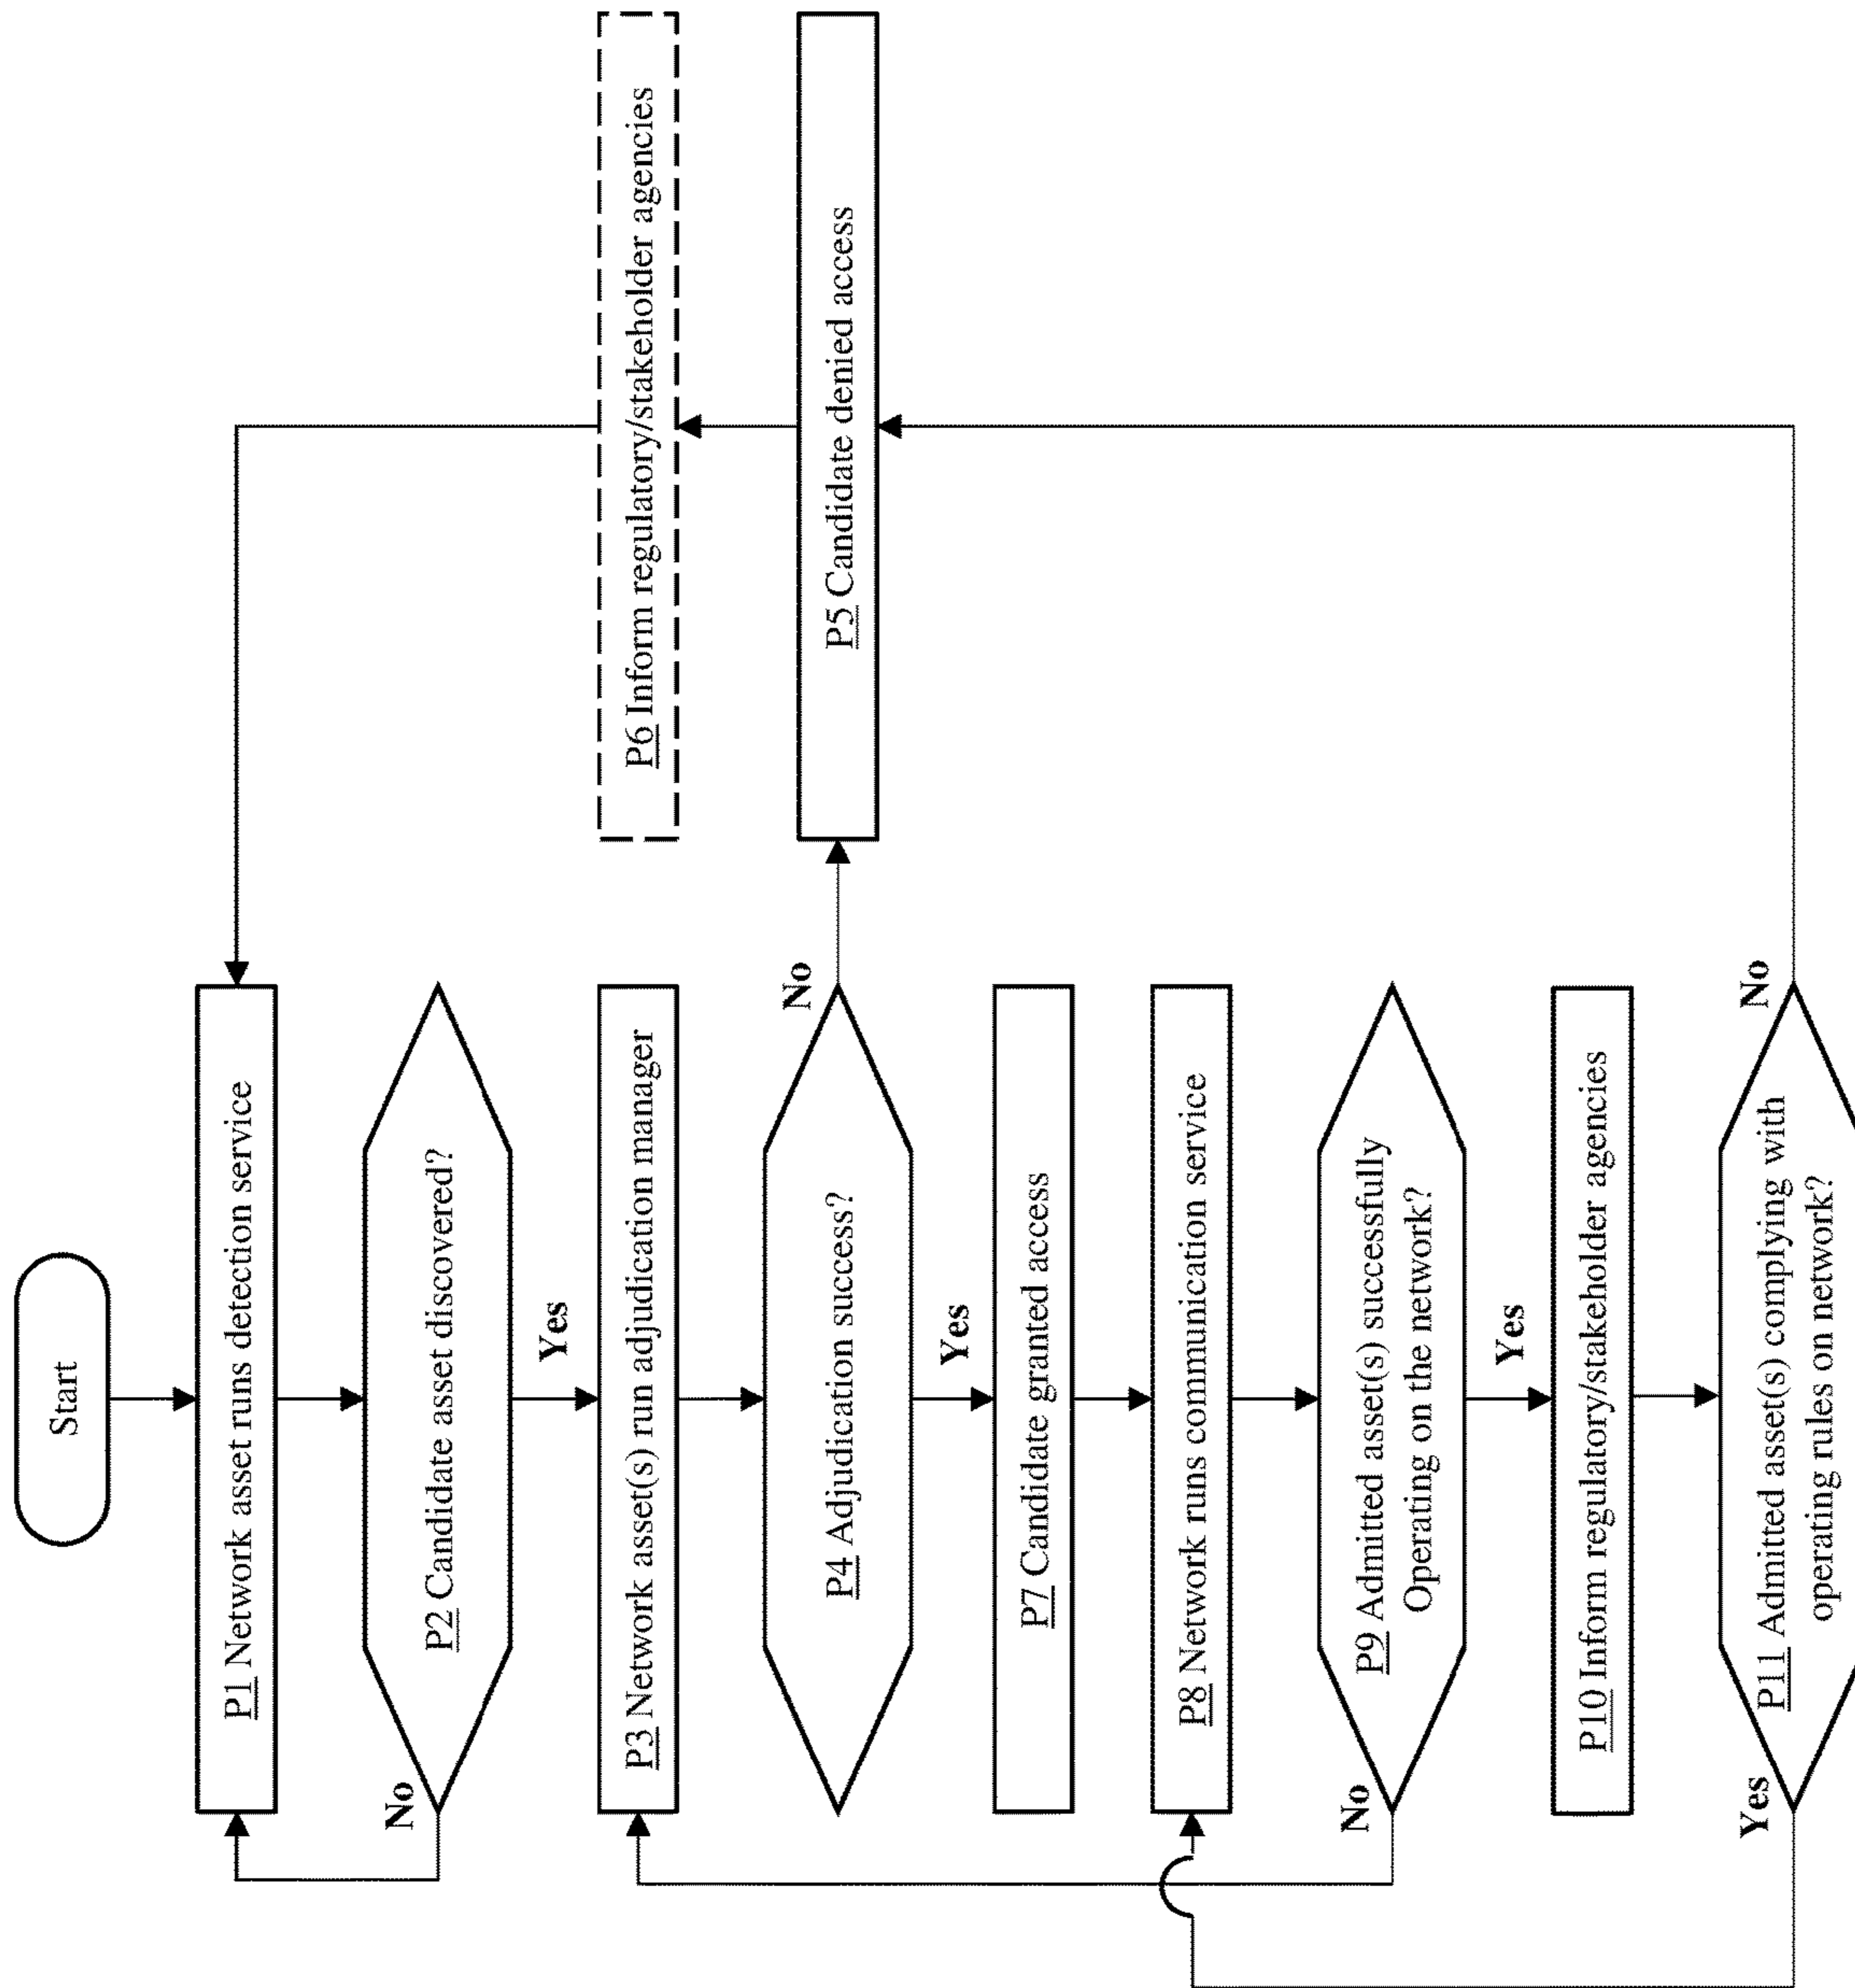 Start
P1 Network asset runs detection service
P2 Candidate asset discovered?
No
Yes
P3 Network asset(s) run adjudication manager
P4 Adjudication success?
No
Yes
P5 Candidate denied access
P6 Inform regulatory/stakeholder agencies
P7 Candidate granted access
P8 Network runs communication service
P9 Admitted asset(s) successfully
Operating on the network?
No
Yes
P10 Inform regulatory/stakeholder agencies
P11 Admitted asset(s) complying with
operating rules on network?
Yes
No